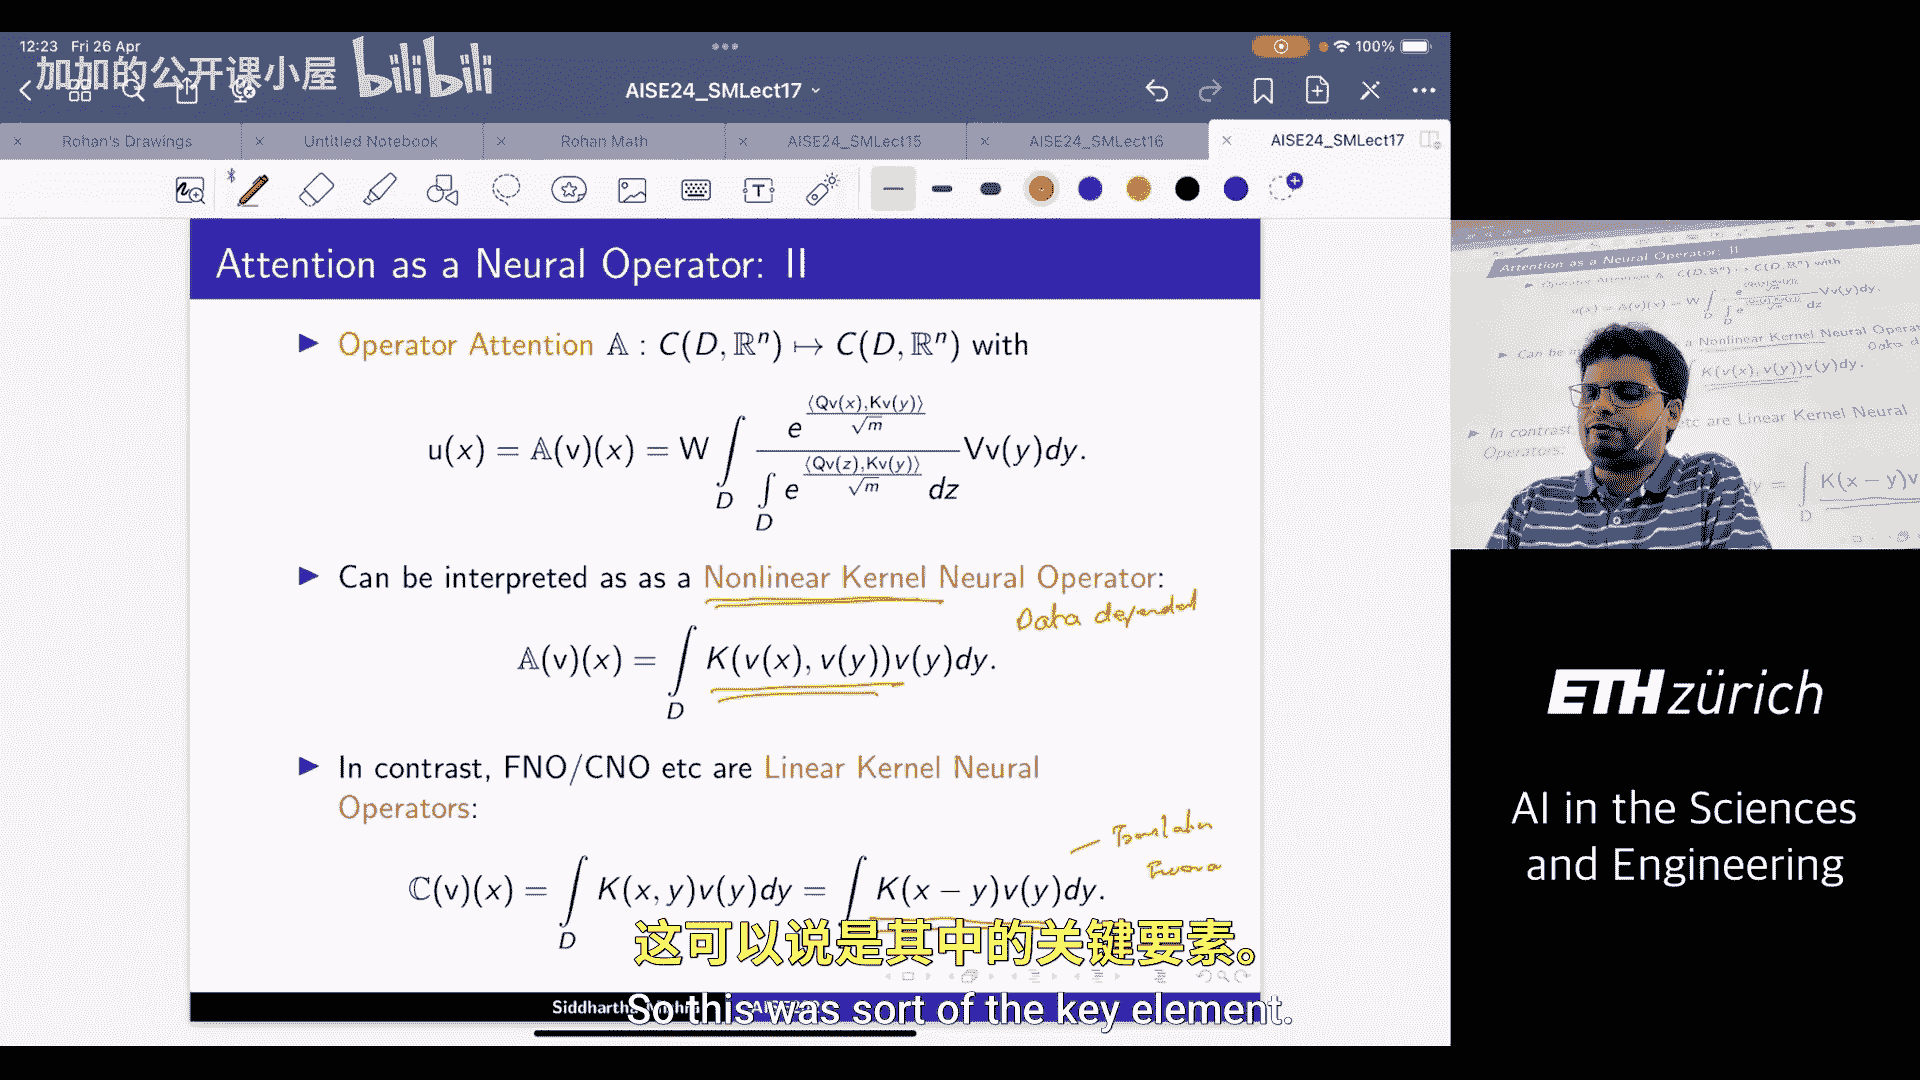 12:23 Fri 26 Apr
100%
加加的公开课小屋 bilibili
AISE24_SMLect17
Rohan's Drawings
Untitled Notebook
Rohan Math
AISE24_SMLect15
AISE24_SMLect16
AISE24_SMLect17
Attention as a Neural Operator: II
Operator Attention 𝔸 : C(D, ℝⁿ) ↦ C(D, ℝⁿ) with
u(x) = 𝔸(v)(x) = W ∫_D e^{⟨Qv(x),Kv(y)⟩/√m} / ∫_D e^{⟨Qv(z),Kv(y)⟩/√m} dz Vv(y)dy.
Can be interpreted as as a Nonlinear Kernel Neural Operator:
Data
𝔸(v)(x) = ∫_D K(v(x), v(y))v(y)dy.
In contrast, FNO/CNO etc are Linear Kernel Neural
Operators:
ℂ(v)(x) = ∫_D K(x, y)v(y)dy = ∫ K(x − y)v(y)dy.
这可以说是其中的关键要素。
So this was sort of the key element.
Siddhartha
ETH zürich
AI in the Sciences
and Engineering